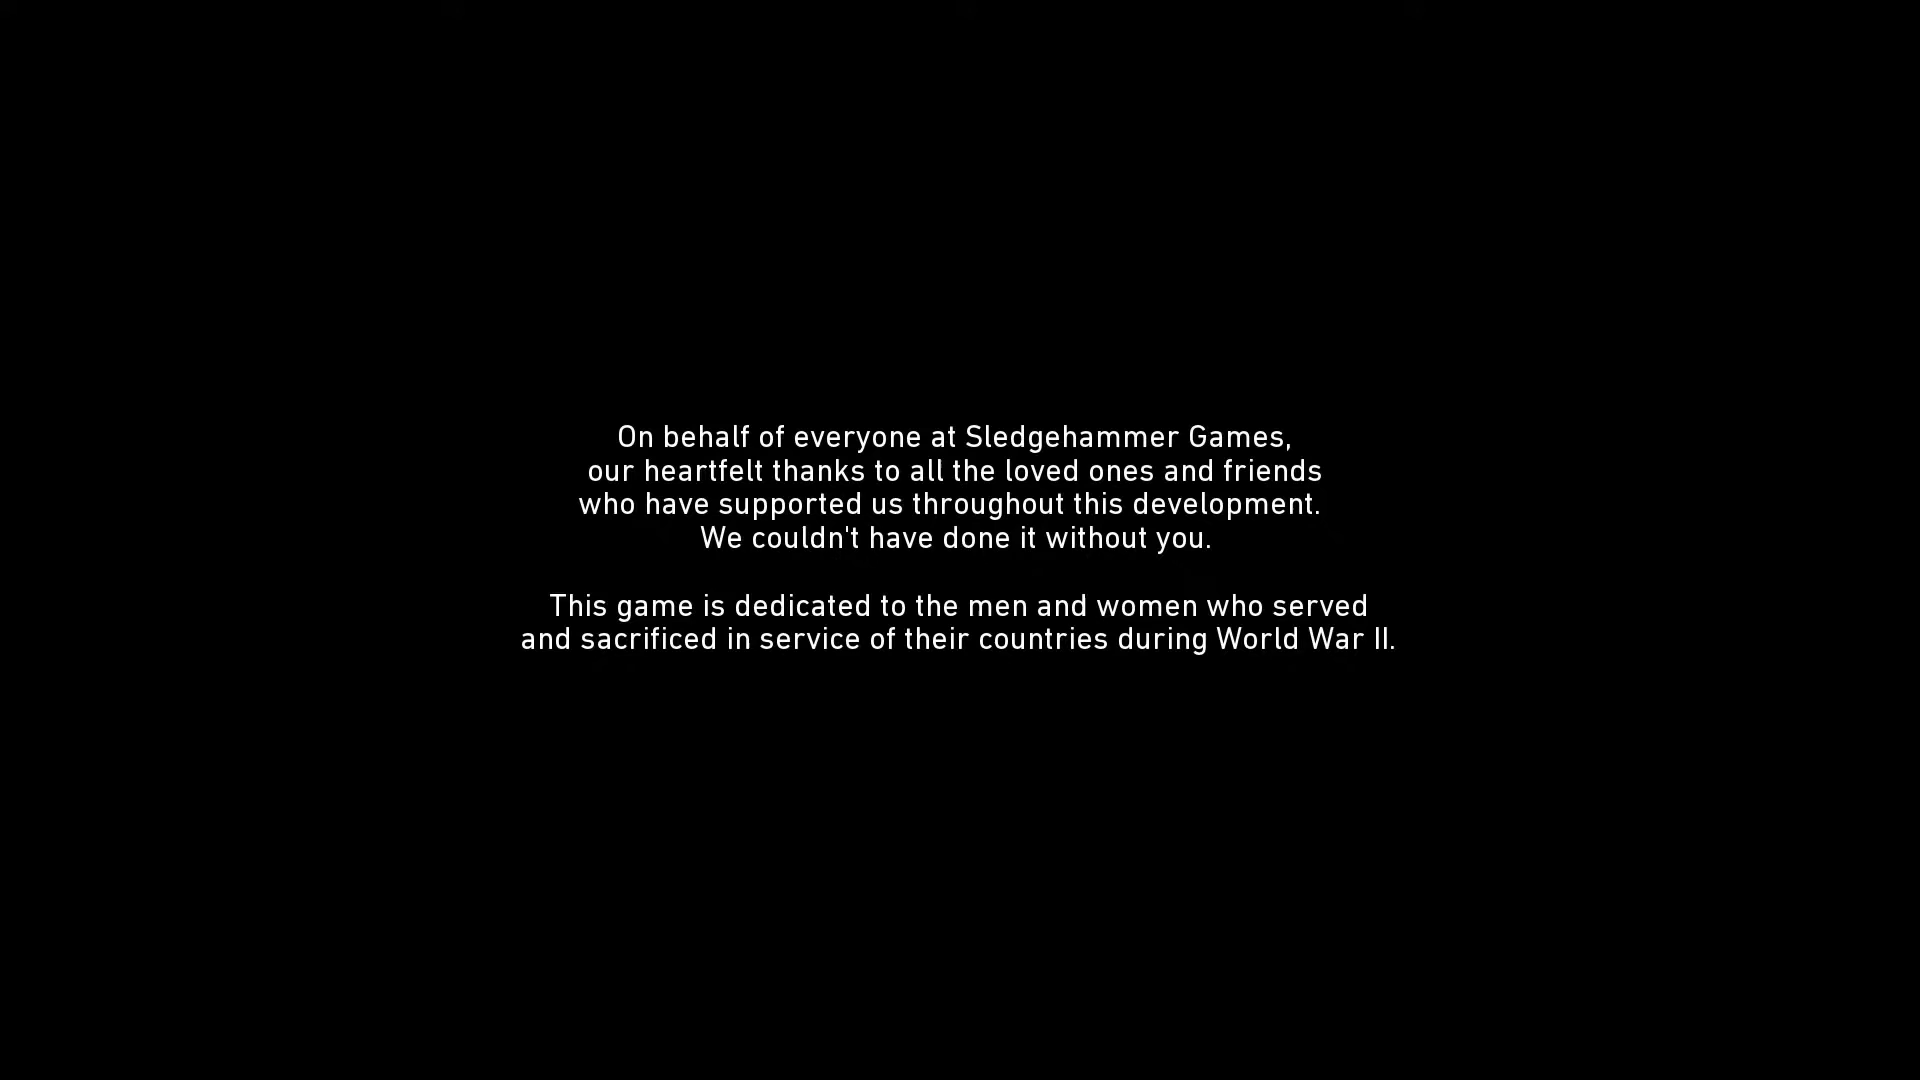 On behalf of everyone at Sledgehammer Games,
our heartfelt thanks to all the loved ones and friends
who have supported us throughout this development.
We couldn't have done it without you.
This game is dedicated to the men and women who served
and sacrificed in service of their countries during World War II.